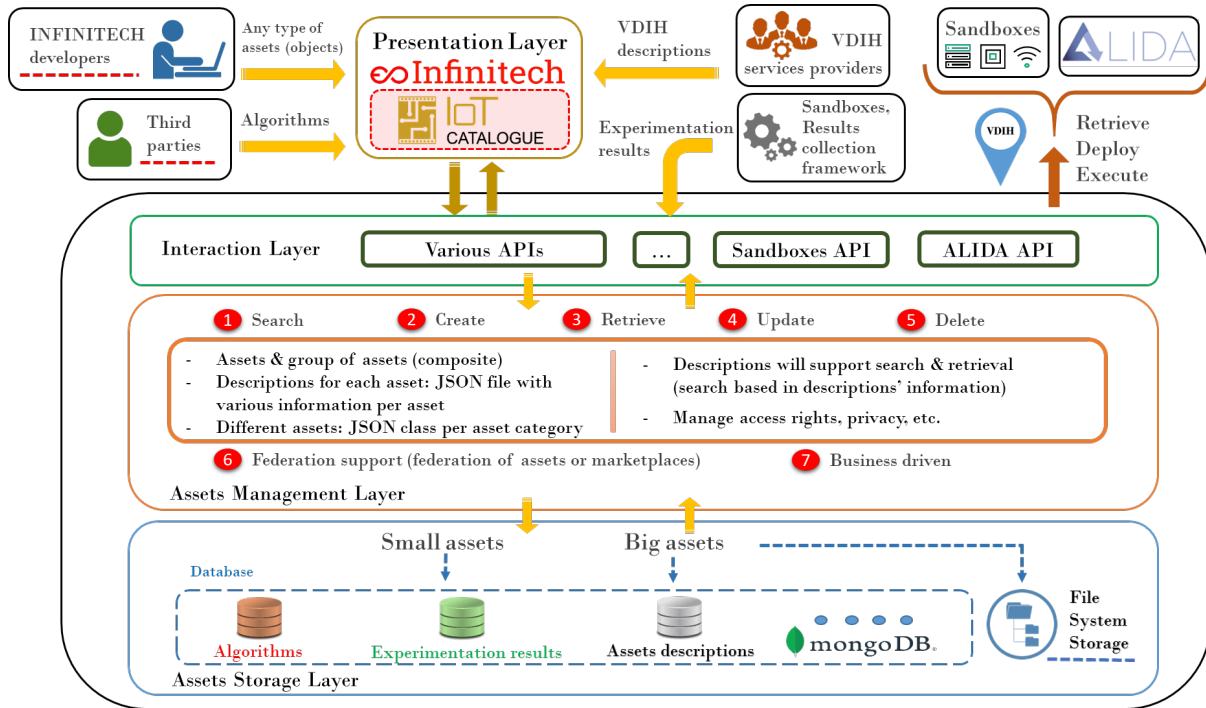 INFINITECH
developers
Any type of
assets (objects)
Presentation Layer
Infinitech
IoT
CATALOGUE
VDIH
descriptions
VDIH
services providers
Sandboxes
ALIDA
Third
parties
Algorithms
Experimentation
results
Sandboxes,
Results
collection
framework
VDIH
Retrieve
Deploy
Execute
Interaction Layer
Various APIs
...
Sandboxes API
ALIDA API
1 Search
2 Create
3 Retrieve
4 Update
5 Delete
- Assets & group of assets (composite)
- Descriptions for each asset: JSON file with
various information per asset
- Different assets: JSON class per asset category
- Descriptions will support search & retrieval
(search based in descriptions' information)
- Manage access rights, privacy, etc.
6 Federation support (federation of assets or marketplaces)
7 Business driven
Assets Management Layer
Small assets
Big assets
Database
Algorithms
Experimentation results
Assets descriptions
mongoDB®
File
System
Storage
Assets Storage Layer